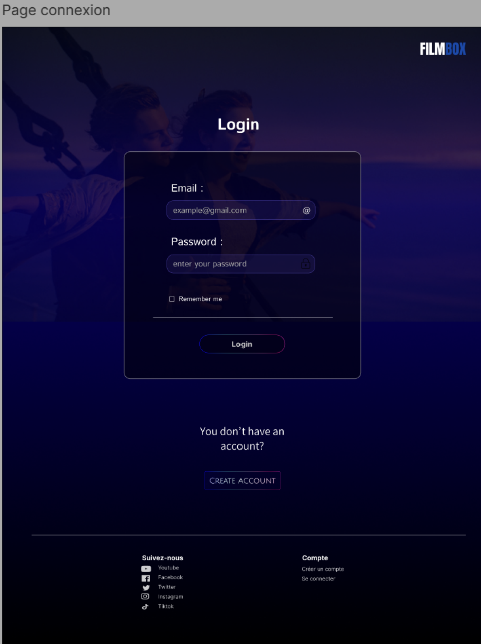 Page connexion
FILMBOX
Login
Email :
example@gmail.com @
Password :
enter your password
Remember me
Login
You don't have an
account?
CREATE ACCOUNT
Suivez-nous
Youtube
Facebook
Twitter
Instagram
Tiktok
Compte
Créer un compte
Se connecter